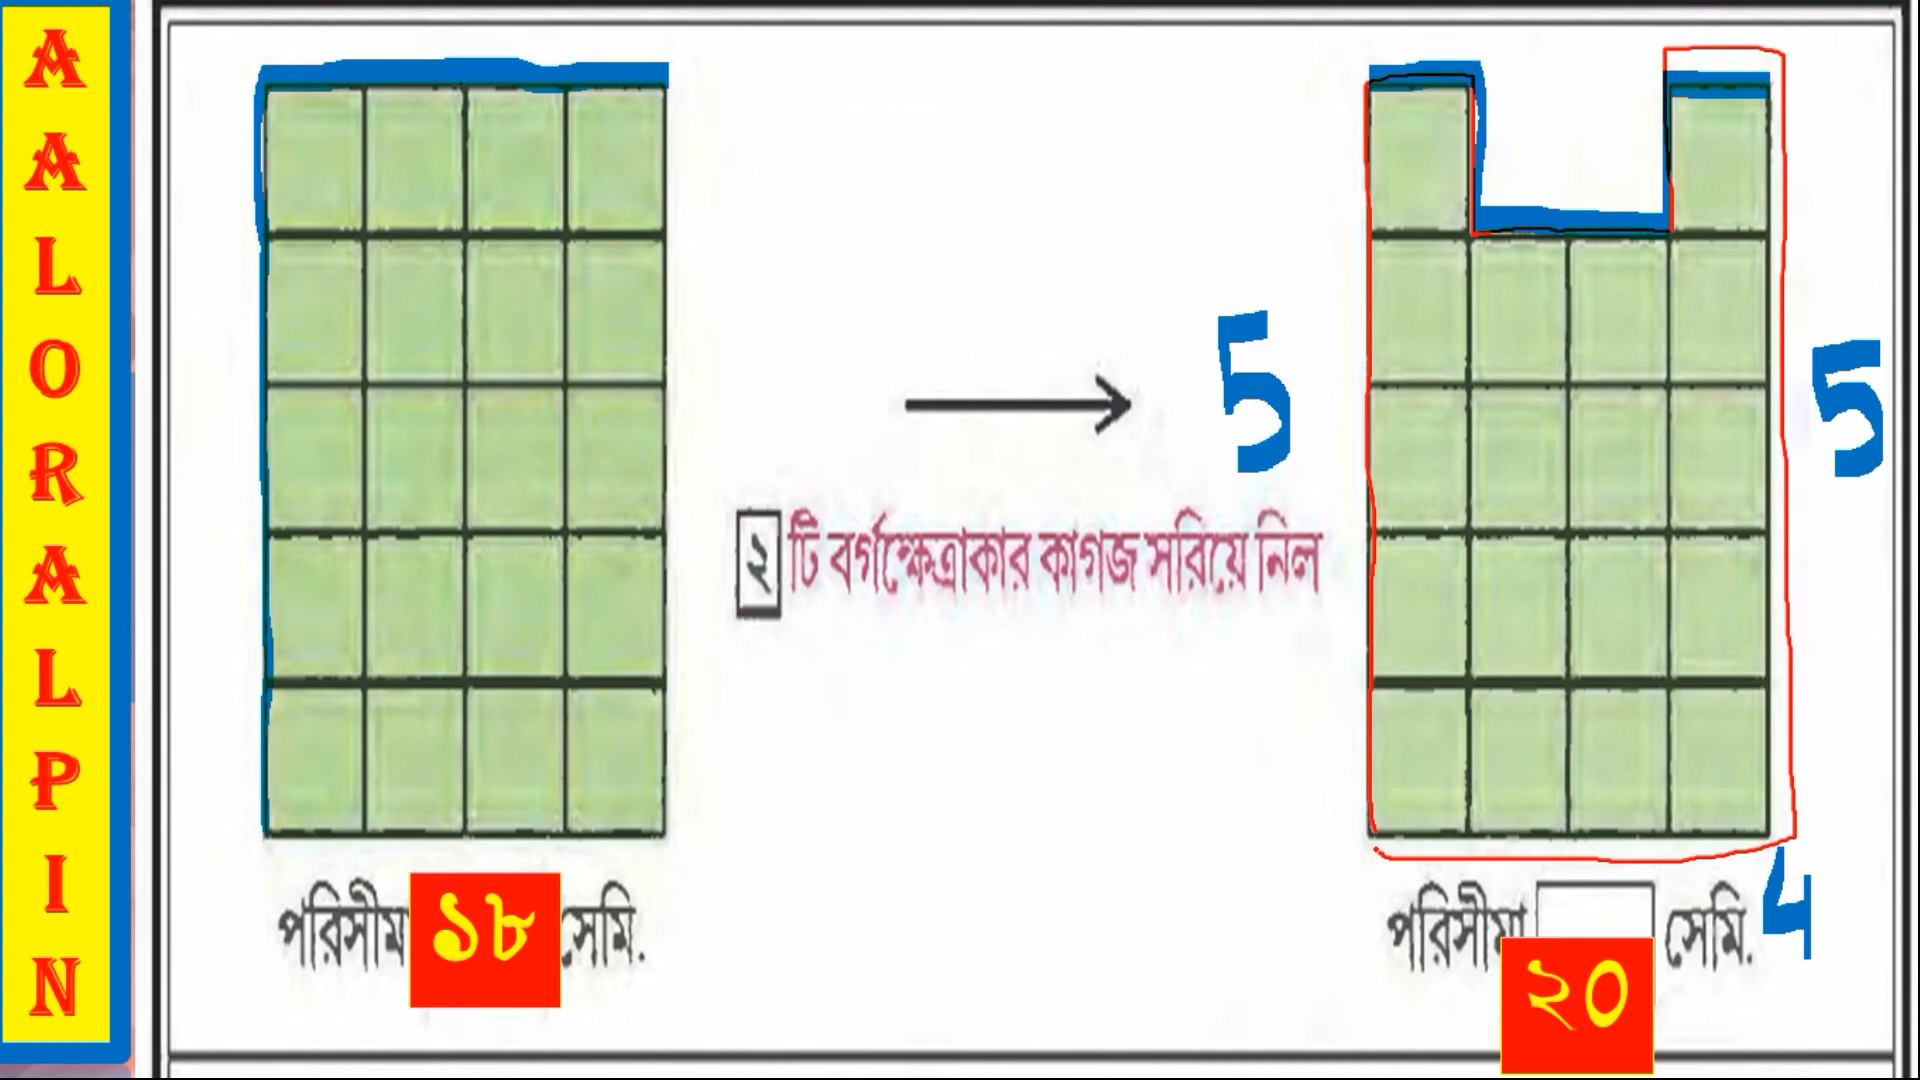 AALORALPIN
5
5
২ টি বর্গক্ষেত্রাকার কাগজ সরিয়ে নিল
4
পরিসীম ১৮ সেমি.
পরিসীমা সেমি.
২০